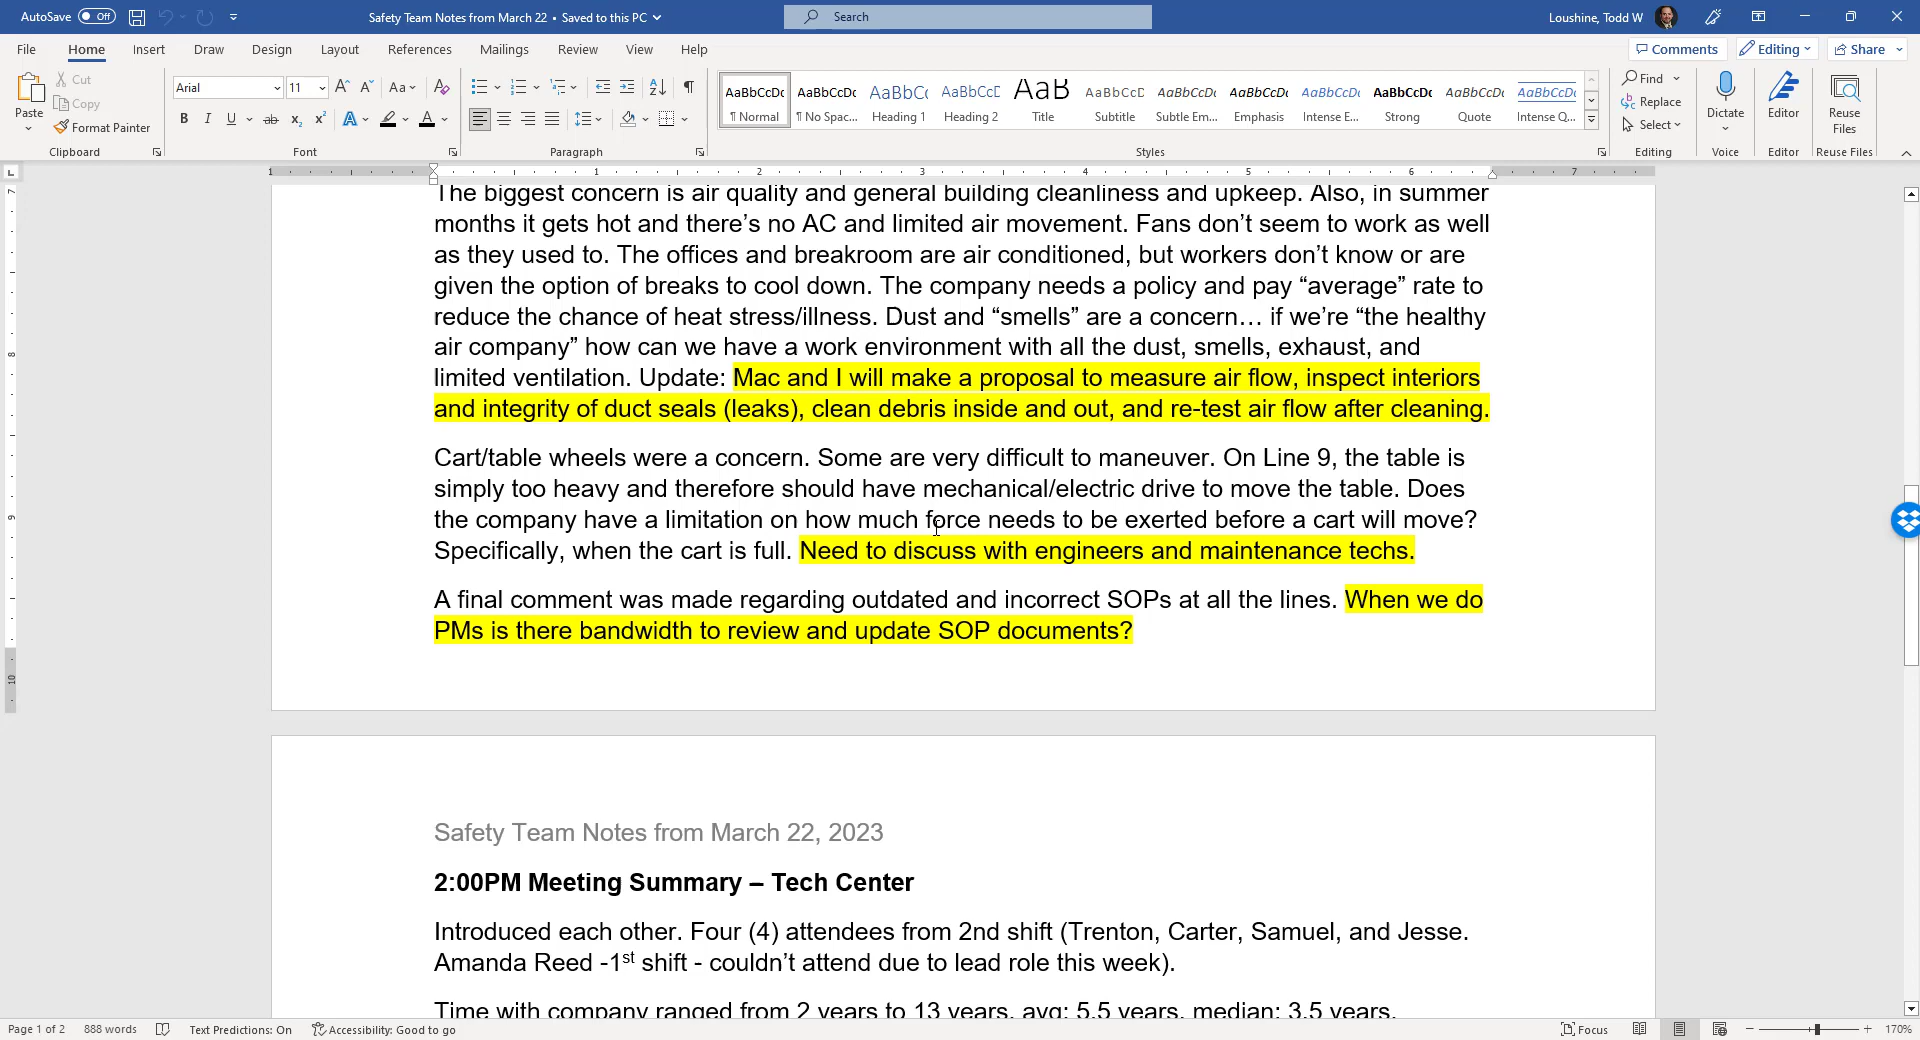 AutoSave Off Safety Team Notes from March 22 • Saved to this PC Search Loushine, Todd W
File Home Insert Draw Design Layout References Mailings Review View Help Comments Editing Share
Paste Cut Copy Format Painter Clipboard
Arial 11 Aa Font
Paragraph
AaBbCcDc AaBbCcDc AaBbCc AaBbCcD AaB AaBbCcD AaBbCcDc AaBbCcDc AaBbCcDc AaBbCcDc AaBbCcDc AaBbCcDc
¶ Normal ¶ No Spac... Heading 1 Heading 2 Title Subtitle Subtle Em... Emphasis Intense E... Strong Quote Intense Q...
Styles
Find Replace Select Editing
Dictate Voice
Editor Editor
Reuse Files Reuse Files
1 1 2 3 4 5 6 7
7 8 9 10
The biggest concern is air quality and general building cleanliness and upkeep. Also, in summer
months it gets hot and there’s no AC and limited air movement. Fans don’t seem to work as well
as they used to. The offices and breakroom are air conditioned, but workers don’t know or are
given the option of breaks to cool down. The company needs a policy and pay “average” rate to
reduce the chance of heat stress/illness. Dust and “smells” are a concern… if we’re “the healthy
air company” how can we have a work environment with all the dust, smells, exhaust, and
limited ventilation. Update: Mac and I will make a proposal to measure air flow, inspect interiors
and integrity of duct seals (leaks), clean debris inside and out, and re-test air flow after cleaning.
Cart/table wheels were a concern. Some are very difficult to maneuver. On Line 9, the table is
simply too heavy and therefore should have mechanical/electric drive to move the table. Does
the company have a limitation on how much force needs to be exerted before a cart will move?
Specifically, when the cart is full. Need to discuss with engineers and maintenance techs.
A final comment was made regarding outdated and incorrect SOPs at all the lines. When we do
PMs is there bandwidth to review and update SOP documents?
Safety Team Notes from March 22, 2023
2:00PM Meeting Summary – Tech Center
Introduced each other. Four (4) attendees from 2nd shift (Trenton, Carter, Samuel, and Jesse.
Amanda Reed -1st shift - couldn’t attend due to lead role this week).
Time with company ranged from 2 years to 13 years, avg: 5.5 years, median: 3.5 years.
Page 1 of 2 888 words Text Predictions: On Accessibility: Good to go Focus 170%